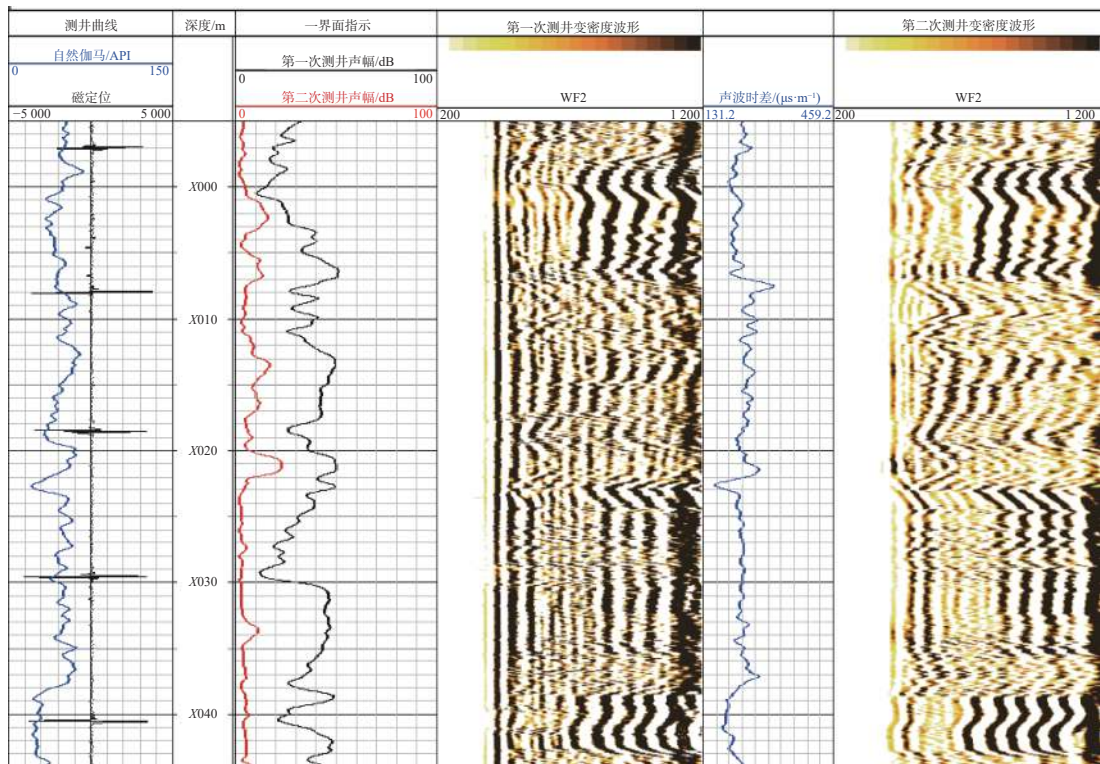 测井曲线 深度/m 一界面指示 第一次测井变密度波形 第二次测井变密度波形
自然伽马/API
0 150
第一次测井声幅/dB
0 100
磁定位
−5 000 5 000
第二次测井声幅/dB
0 100
WF2
200 1 200
声波时差/(μs·m⁻¹)
131.2 459.2
WF2
200 1 200
X000
X010
X020
X030
X040